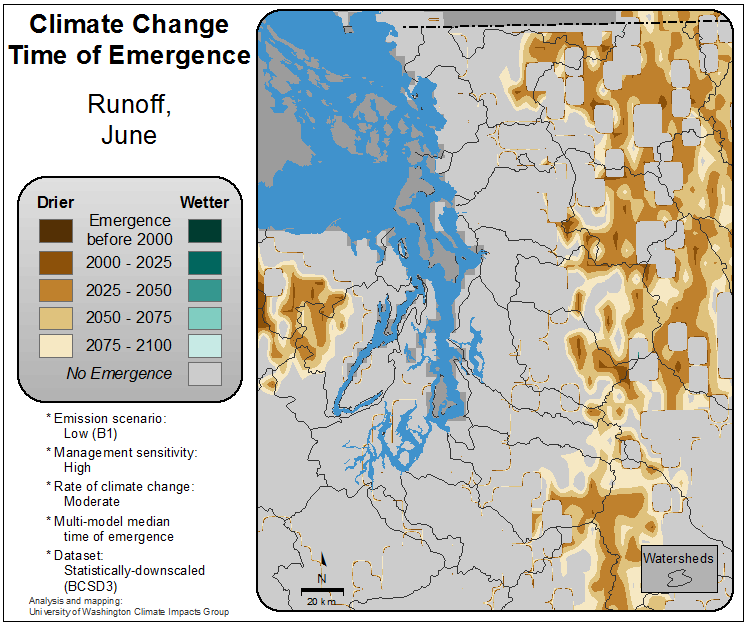 Climate Change
Time of Emergence
Runoff,
June
Drier
Wetter
Emergence
before 2000
2000 - 2025
2025 - 2050
2050 - 2075
2075 - 2100
No Emergence
* Emission scenario:
Low (B1)
* Management sensitivity:
High
* Rate of climate change:
Moderate
* Multi-model median
time of emergence
* Dataset:
Statistically-downscaled
(BCSD3)
Analysis and mapping:
University of Washington Climate Impacts Group
N
20 km
Watersheds